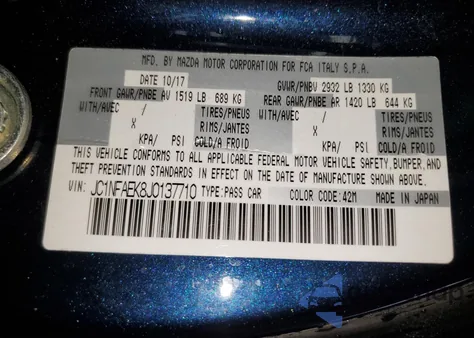 MFD. BY MAZDA MOTOR CORPORATION FOR FCA ITALY S.P.A.
DATE 10/17 GVWR/PNBV 2932 LB 1330 KG
FRONT GAWR/PNBE AV 1519 LB 689 KG REAR GAWR/PNBE AR 1420 LB 644 KG
WITH/AVEC / TIRES/PNEUS WITH/AVEC / TIRES/PNEUS
X RIMS/JANTES X RIMS/JANTES
KPA/ PSI COLD/A FROID KPA/ PSI COLD/A FROID
THIS VEHICLE CONFORMS TO ALL APPLICABLE FEDERAL MOTOR VEHICLE SAFETY, BUMPER, AND
THEFT PREVENTION STANDARDS IN EFFECT ON THE DATE OF MANUFACTURE SHOWN ABOVE.
VIN: JC1NFAEK8J0137710 TYPE: PASS CAR COLOR CODE: 42M MADE IN JAPAN